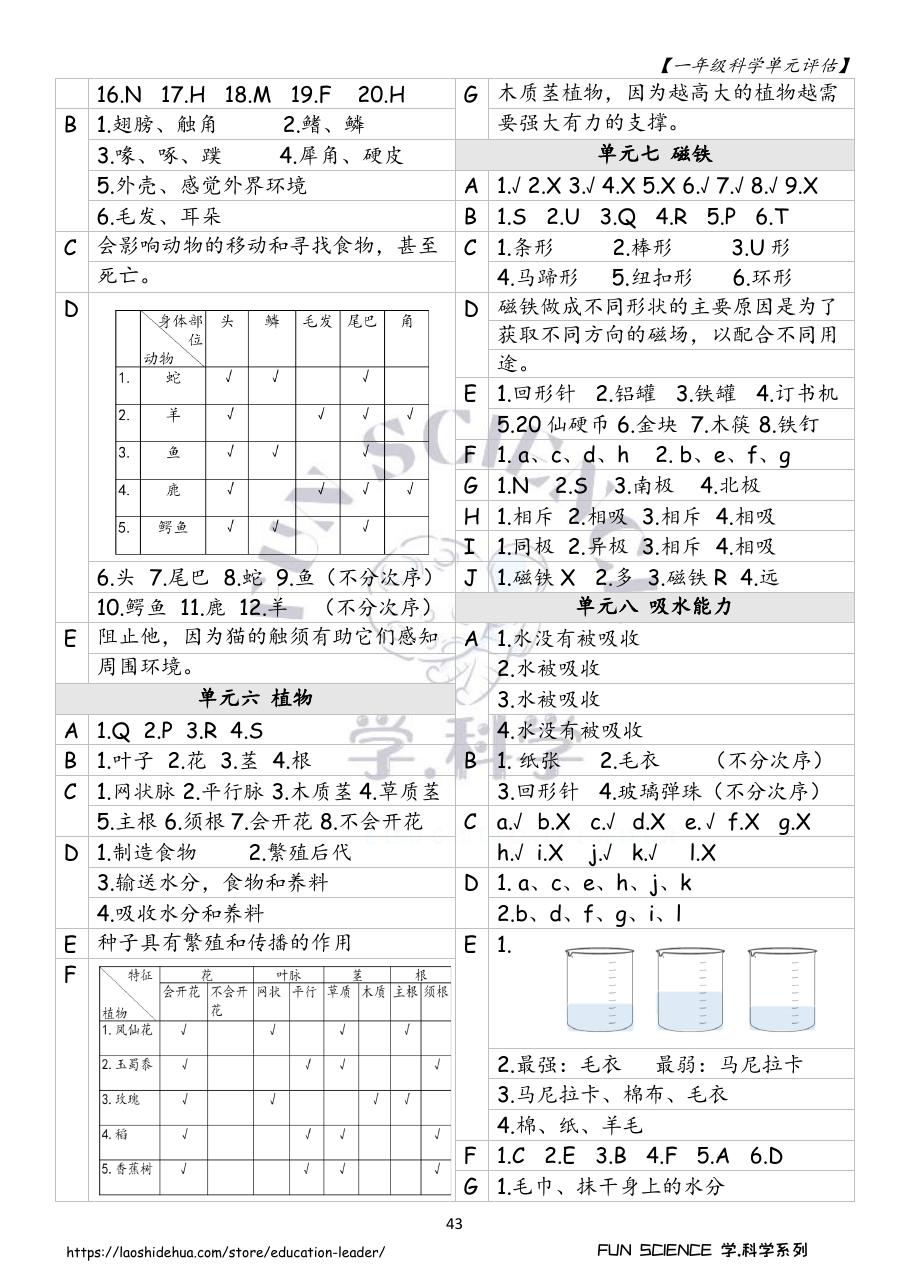 【一年级科学单元评估】
16.N 17.H 18.M 19.F 20.H
B 1.翅膀、触角 2.鳍、鳞
3.喙、啄、蹼 4.犀角、硬皮
5.外壳、感觉外界环境
6.毛发、耳朵
C 会影响动物的移动和寻找食物，甚至
死亡。
D
身体部位 动物 头 鳞 毛发 尾巴 角
1. 蛇 √ √ √
2. 羊 √ √ √ √
3. 鱼 √ √ √
4. 鹿 √ √ √ √
5. 鳄鱼 √ √ √
6.头 7.尾巴 8.蛇 9.鱼（不分次序）
10.鳄鱼 11.鹿 12.羊 （不分次序）
E 阻止他，因为猫的触须有助它们感知
周围环境。
单元六 植物
A 1.Q 2.P 3.R 4.S
B 1.叶子 2.花 3.茎 4.根
C 1.网状脉 2.平行脉 3.木质茎 4.草质茎
5.主根 6.须根 7.会开花 8.不会开花
D 1.制造食物 2.繁殖后代
3.输送水分，食物和养料
4.吸收水分和养料
E 种子具有繁殖和传播的作用
F
特征 植物 花 叶脉 茎 根
会开花 不会开花 网状 平行 草质 木质 主根 须根
1.凤仙花 √ √ √ √
2.玉蜀黍 √ √ √ √
3.玫瑰 √ √ √ √
4.稻 √ √ √ √
5.香蕉树 √ √ √ √
G 木质茎植物，因为越高大的植物越需
要强大有力的支撑。
单元七 磁铁
A 1.√ 2.X 3.√ 4.X 5.X 6.√ 7.√ 8.√ 9.X
B 1.S 2.U 3.Q 4.R 5.P 6.T
C 1.条形 2.棒形 3.U 形
4.马蹄形 5.纽扣形 6.环形
D 磁铁做成不同形状的主要原因是为了
获取不同方向的磁场，以配合不同用
途。
E 1.回形针 2.铝罐 3.铁罐 4.订书机
5.20 仙硬币 6.金块 7.木筷 8.铁钉
F 1. a、c、d、h 2. b、e、f、g
G 1.N 2.S 3.南极 4.北极
H 1.相斥 2.相吸 3.相斥 4.相吸
I 1.同极 2.异极 3.相斥 4.相吸
J 1.磁铁 X 2.多 3.磁铁 R 4.远
单元八 吸水能力
A 1.水没有被吸收
2.水被吸收
3.水被吸收
4.水没有被吸收
B 1. 纸张 2.毛衣 （不分次序）
3.回形针 4.玻璃弹珠（不分次序）
C a.√ b.X c.√ d.X e.√ f.X g.X
h.√ i.X j.√ k.√ l.X
D 1. a、c、e、h、j、k
2.b、d、f、g、i、l
E 1.
2.最强：毛衣 最弱：马尼拉卡
3.马尼拉卡、棉布、毛衣
4.棉、纸、羊毛
F 1.C 2.E 3.B 4.F 5.A 6.D
G 1.毛巾、抹干身上的水分
FUN SCIENCE
学.科学
43
https://laoshidehua.com/store/education-leader/ FUN SCIENCE 学.科学系列